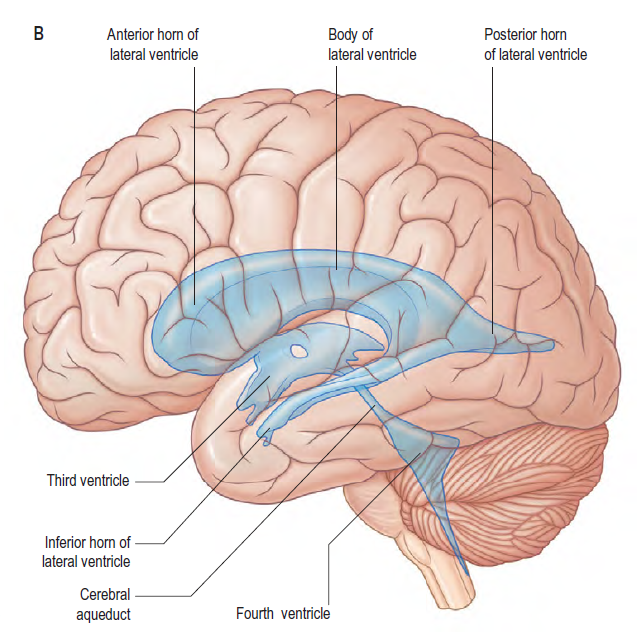 B
Anterior horn of
lateral ventricle
Body of
lateral ventricle
Posterior horn
of lateral ventricle
Third ventricle
Inferior horn of
lateral ventricle
Cerebral
aqueduct
Fourth ventricle